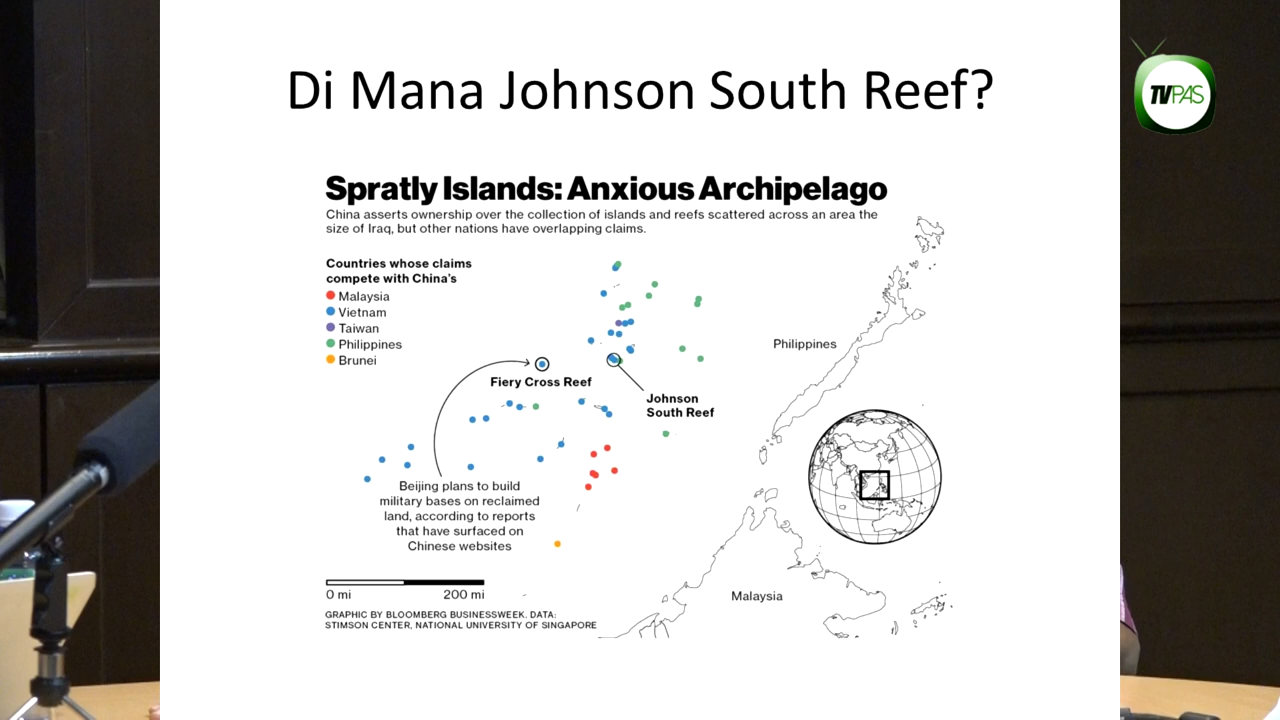 Di Mana Johnson South Reef?
TVPAS
Spratly Islands: Anxious Archipelago
China asserts ownership over the collection of islands and reefs scattered across an area the
size of Iraq, but other nations have overlapping claims.
Countries whose claims
compete with China's
Malaysia
Vietnam
Taiwan
Philippines
Brunei
Philippines
Fiery Cross Reef
Johnson
South Reef
Beijing plans to build
military bases on reclaimed
land, according to reports
that have surfaced on
Chinese websites
0 mi 200 mi
Malaysia
GRAPHIC BY BLOOMBERG BUSINESSWEEK. DATA:
STIMSON CENTER, NATIONAL UNIVERSITY OF SINGAPORE